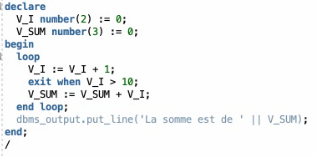 declare
  V_I number(2) := 0;
  V_SUM number(3) := 0;
begin
  loop
    V_I := V_I + 1;
    exit when V_I > 10;
    V_SUM := V_SUM + V_I;
  end loop;
  dbms_output.put_line('La somme est de ' || V_SUM);
end;
/